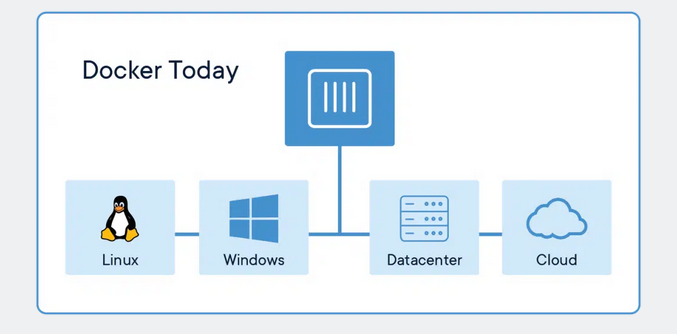 Docker Today
Linux
Windows
Datacenter
Cloud